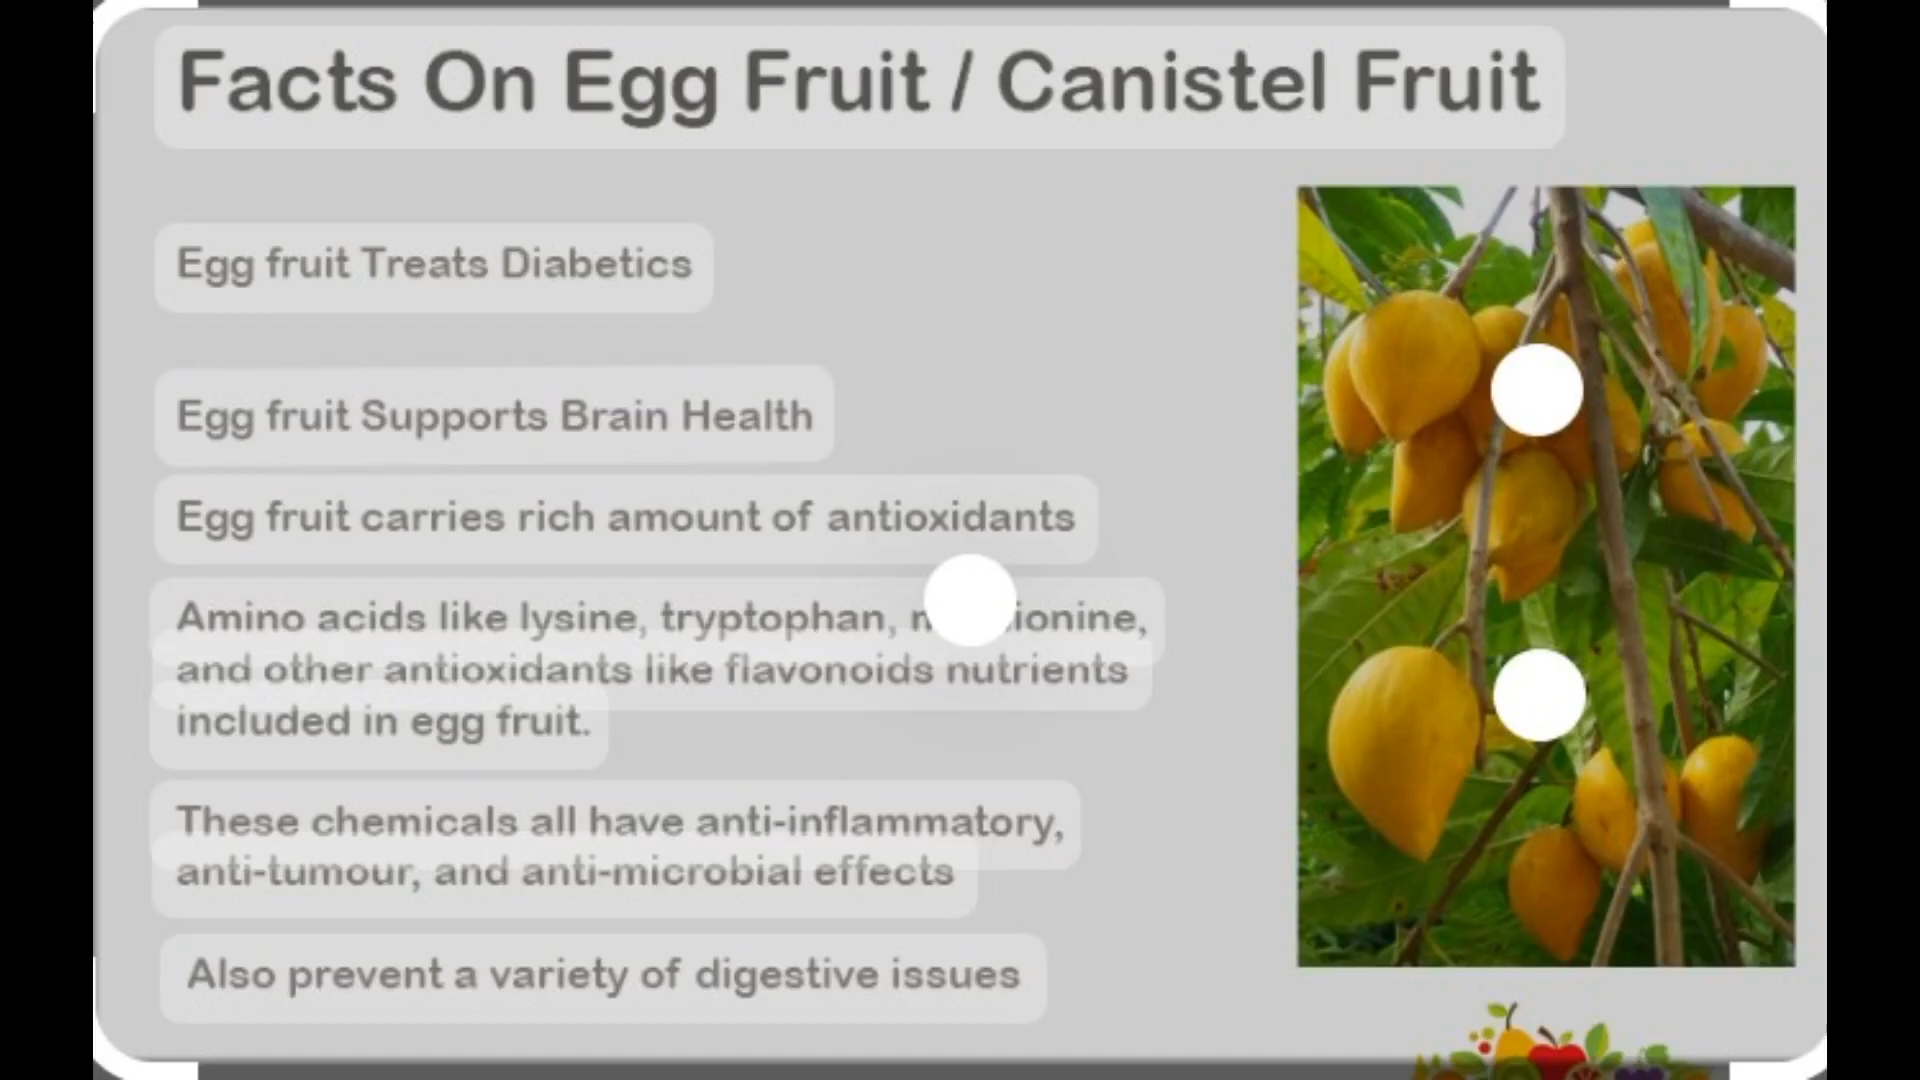 Facts On Egg Fruit / Canistel Fruit
Egg fruit Treats Diabetics
Egg fruit Supports Brain Health
Egg fruit carries rich amount of antioxidants
Amino acids like lysine, tryptophan,
and other antioxidants like flavonoids nutrients
included in egg fruit.
These chemicals all have anti-inflammatory,
anti-tumour, and anti-microbial effects
Also prevent a variety of digestive issues